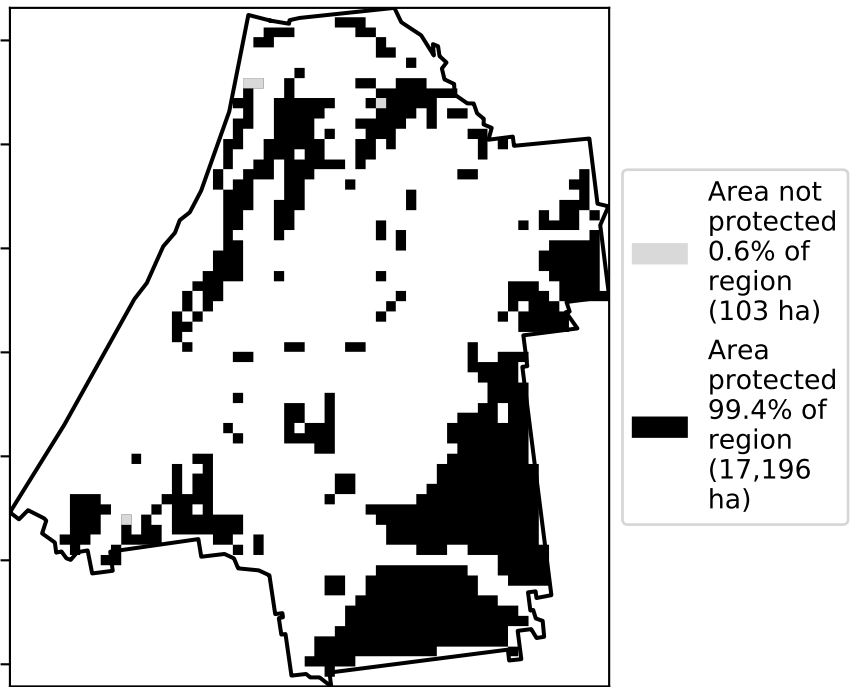 Area not
protected
0.6% of
region
(103 ha)
Area
protected
99.4% of
region
(17,196
ha)